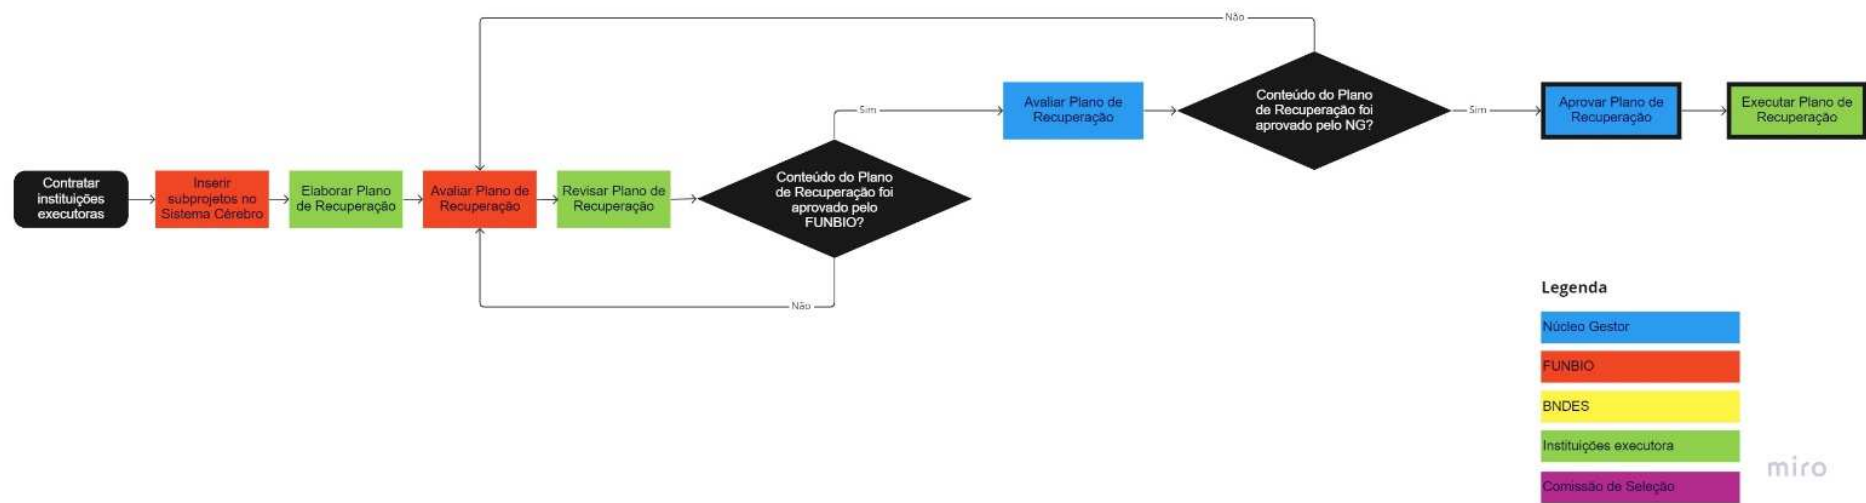 Não
Contratar
instituições
executoras
Inserir
subprojetos no
Sistema Cérebro
Elaborar Plano
de Recuperação
Avaliar Plano de
Recuperação
Revisar Plano de
Recuperação
Conteúdo do Plano
de Recuperação foi
aprovado pelo
FUNBIO?
Não
Sim
Avaliar Plano de
Recuperação
Conteúdo do Plano
de Recuperação foi
aprovado pelo NG?
Sim
Aprovar Plano de
Recuperação
Executar Plano de
Recuperação
Legenda
Núcleo Gestor
FUNBIO
BNDES
Instituições executora
Comissão de Seleção
miro